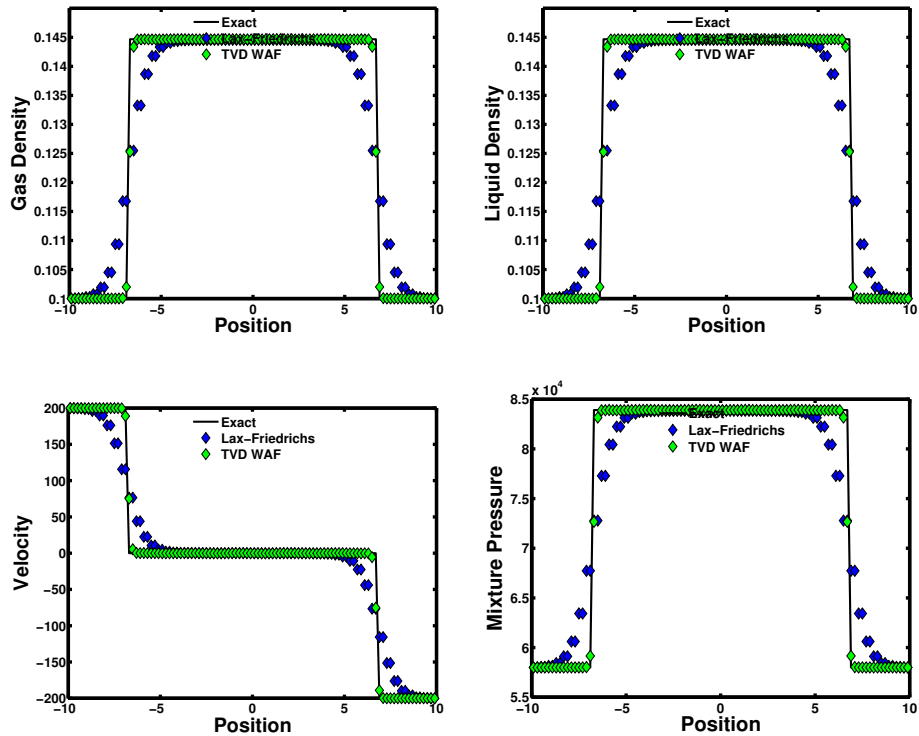 Exact
Lax−Friedrichs
TVD WAF
0.145
0.14
0.135
0.13
0.125
0.12
0.115
0.11
0.105
0.1
−10 −5 0 5 10
Gas Density
Position
Exact
Lax−Friedrichs
TVD WAF
0.145
0.14
0.135
0.13
0.125
0.12
0.115
0.11
0.105
0.1
−10 −5 0 5 10
Liquid Density
Position
Exact
Lax−Friedrichs
TVD WAF
200
150
100
50
0
−50
−100
−150
−200
−10 −5 0 5 10
Velocity
Position
x 10^4
Exact
Lax−Friedrichs
TVD WAF
8.5
8
7.5
7
6.5
6
5.5
−10 −5 0 5 10
Mixture Pressure
Position